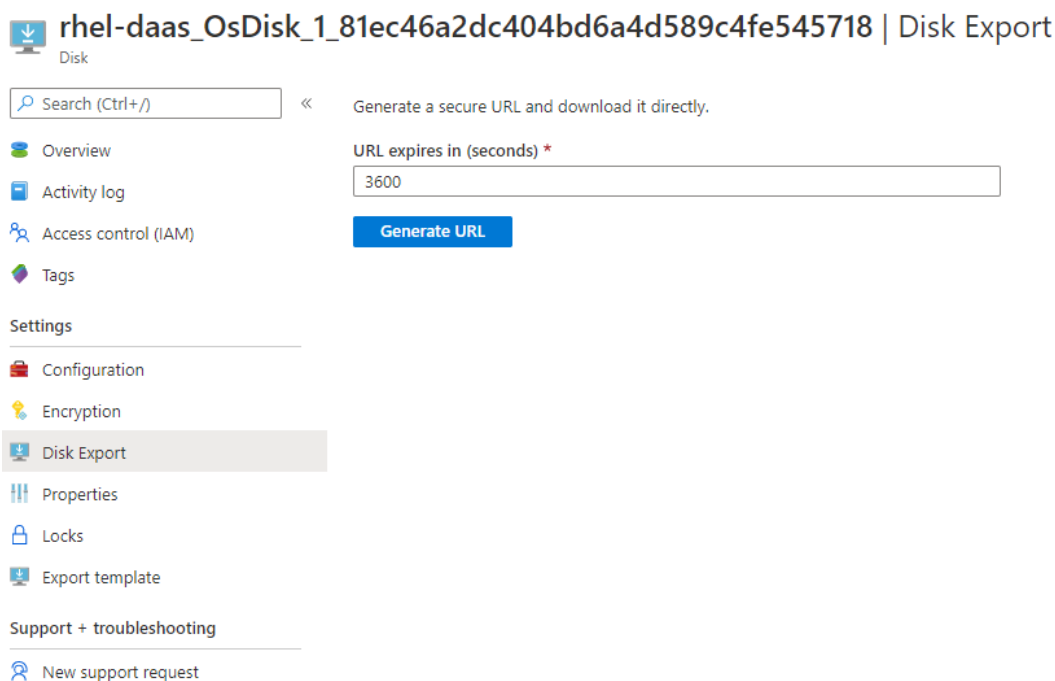 rhel-daas_OsDisk_1_81ec46a2dc404bd6a4d589c4fe545718 | Disk Export
Disk
Search (Ctrl+/)
«
Overview
Activity log
Access control (IAM)
Tags
Settings
Configuration
Encryption
Disk Export
Properties
Locks
Export template
Support + troubleshooting
New support request
Generate a secure URL and download it directly.
URL expires in (seconds) *
3600
Generate URL